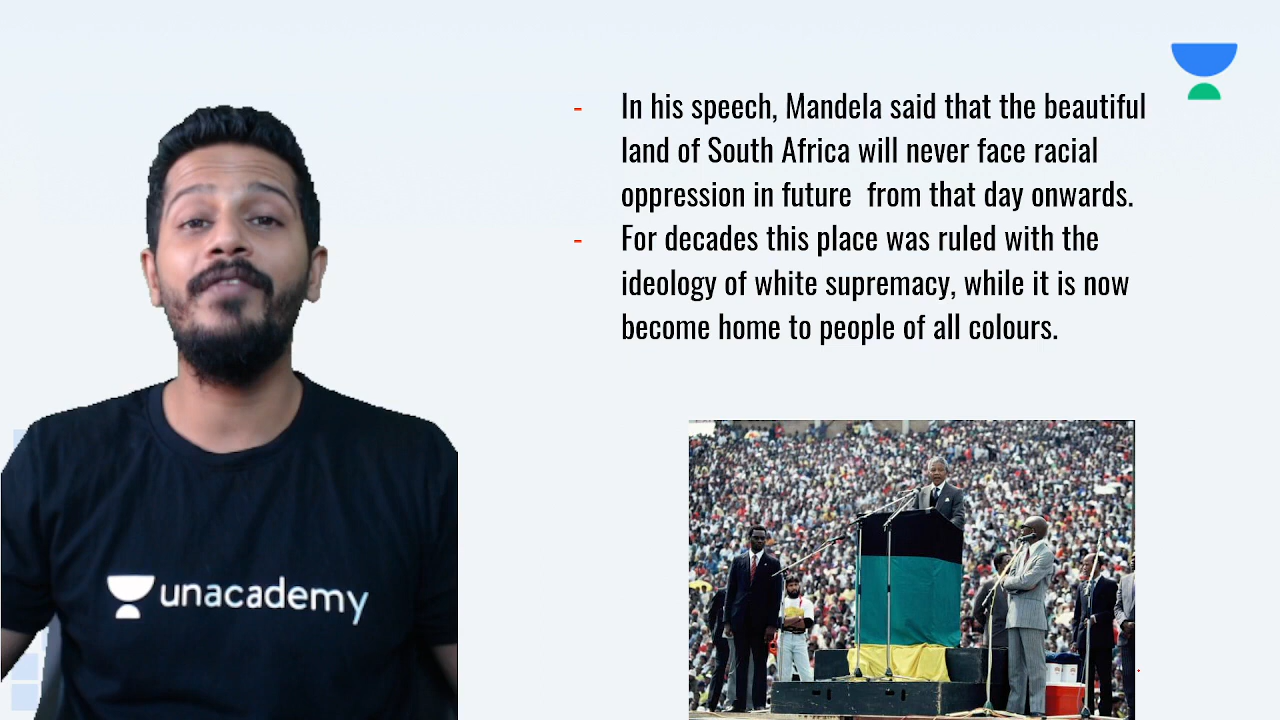 - In his speech, Mandela said that the beautiful
land of South Africa will never face racial
oppression in future  from that day onwards.
- For decades this place was ruled with the
ideology of white supremacy, while it is now
become home to people of all colours.
unacademy